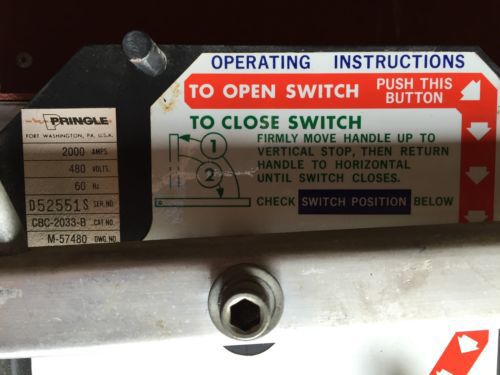 OPERATING INSTRUCTIONS
TO OPEN SWITCH
PUSH THIS
BUTTON
TO CLOSE SWITCH
FIRMLY MOVE HANDLE UP TO
VERTICAL STOP, THEN RETURN
HANDLE TO HORIZONTAL
UNTIL SWITCH CLOSES.
1
2
CHECK SWITCH POSITION BELOW
PRINGLE
FORT WASHINGTON, PA. U.S.A.
2000 AMPS.
480 VOLTS.
60 Hz
D52551S SER.NO.
CBC-2033-B CAT NO.
M-57480 DWG.NO.